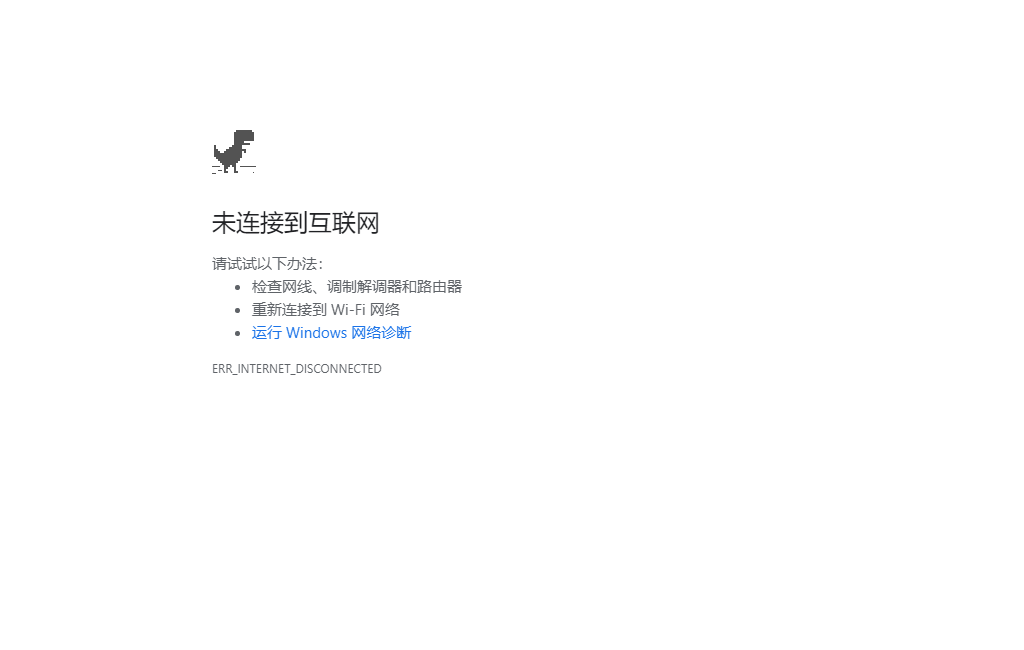 未连接到互联网
请试试以下办法：
检查网线、调制解调器和路由器
重新连接到 Wi-Fi 网络
运行 Windows 网络诊断
ERR_INTERNET_DISCONNECTED